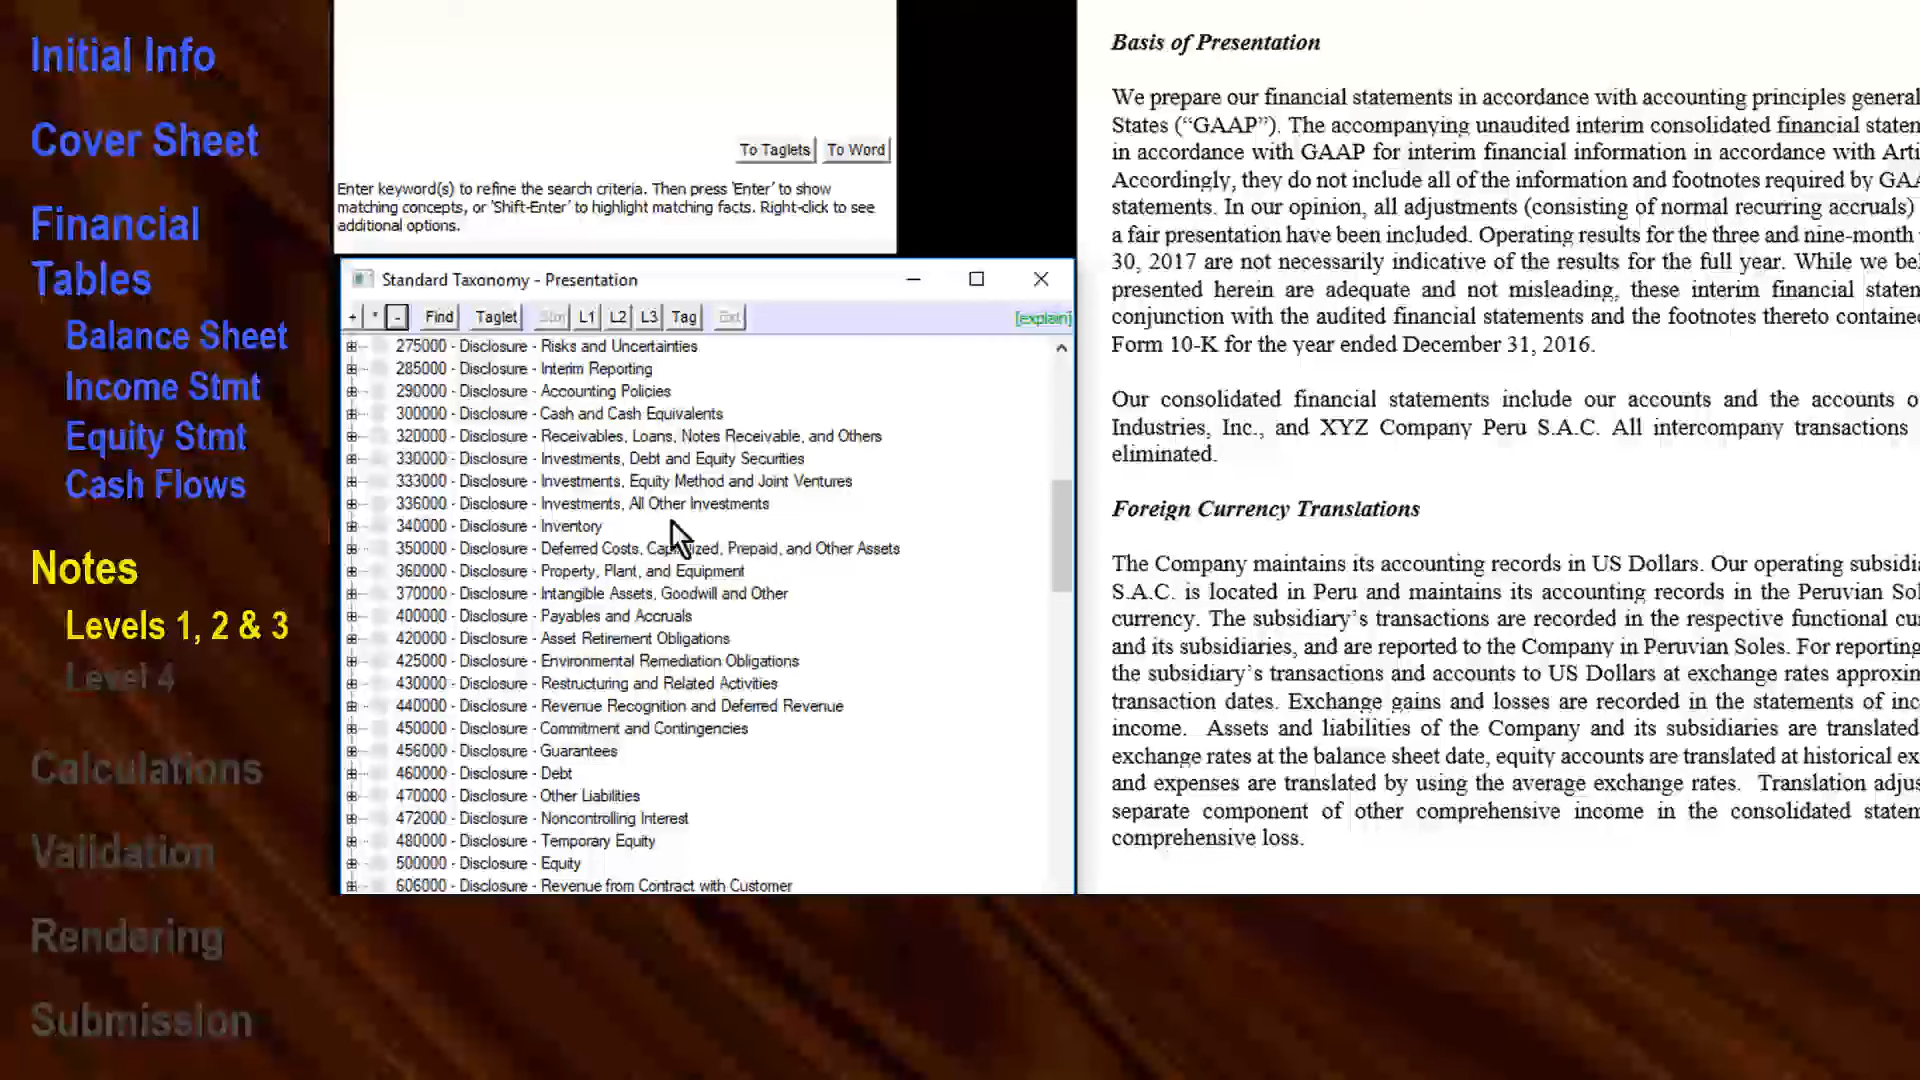 Initial Info
Cover Sheet
Financial
Tables
Balance Sheet
Income Stmt
Equity Stmt
Cash Flows
Notes
Levels 1, 2 & 3
Level 4
Calculations
Validation
Rendering
Submission
To Taglets To Word
Enter keyword(s) to refine the search criteria. Then press 'Enter' to show
matching concepts, or 'Shift-Enter' to highlight matching facts. Right-click to see
additional options.
Standard Taxonomy - Presentation
+ * - Find Taglet Stm L1 L2 L3 Tag Ext [explain]
275000 - Disclosure - Risks and Uncertainties
285000 - Disclosure - Interim Reporting
290000 - Disclosure - Accounting Policies
300000 - Disclosure - Cash and Cash Equivalents
320000 - Disclosure - Receivables, Loans, Notes Receivable, and Others
330000 - Disclosure - Investments, Debt and Equity Securities
333000 - Disclosure - Investments, Equity Method and Joint Ventures
336000 - Disclosure - Investments, All Other Investments
340000 - Disclosure - Inventory
350000 - Disclosure - Deferred Costs, Capitalized, Prepaid, and Other Assets
360000 - Disclosure - Property, Plant, and Equipment
370000 - Disclosure - Intangible Assets, Goodwill and Other
400000 - Disclosure - Payables and Accruals
420000 - Disclosure - Asset Retirement Obligations
425000 - Disclosure - Environmental Remediation Obligations
430000 - Disclosure - Restructuring and Related Activities
440000 - Disclosure - Revenue Recognition and Deferred Revenue
450000 - Disclosure - Commitment and Contingencies
456000 - Disclosure - Guarantees
460000 - Disclosure - Debt
470000 - Disclosure - Other Liabilities
472000 - Disclosure - Noncontrolling Interest
480000 - Disclosure - Temporary Equity
500000 - Disclosure - Equity
606000 - Disclosure - Revenue from Contract with Customer
Basis of Presentation
We prepare our financial statements in accordance with accounting principles general
States (“GAAP”). The accompanying unaudited interim consolidated financial statem
in accordance with GAAP for interim financial information in accordance with Arti
Accordingly, they do not include all of the information and footnotes required by GAA
statements. In our opinion, all adjustments (consisting of normal recurring accruals)
a fair presentation have been included. Operating results for the three and nine-month
30, 2017 are not necessarily indicative of the results for the full year. While we be
presented herein are adequate and not misleading, these interim financial statem
conjunction with the audited financial statements and the footnotes thereto contained
Form 10-K for the year ended December 31, 2016.
Our consolidated financial statements include our accounts and the accounts o
Industries, Inc., and XYZ Company Peru S.A.C. All intercompany transactions
eliminated.
Foreign Currency Translations
The Company maintains its accounting records in US Dollars. Our operating subsidia
S.A.C. is located in Peru and maintains its accounting records in the Peruvian Sol
currency. The subsidiary’s transactions are recorded in the respective functional cu
and its subsidiaries, and are reported to the Company in Peruvian Soles. For reporting
the subsidiary’s transactions and accounts to US Dollars at exchange rates approxin
transaction dates. Exchange gains and losses are recorded in the statements of inc
income. Assets and liabilities of the Company and its subsidiaries are translated
exchange rates at the balance sheet date, equity accounts are translated at historical ex
and expenses are translated by using the average exchange rates. Translation adjus
separate component of other comprehensive income in the consolidated statem
comprehensive loss.